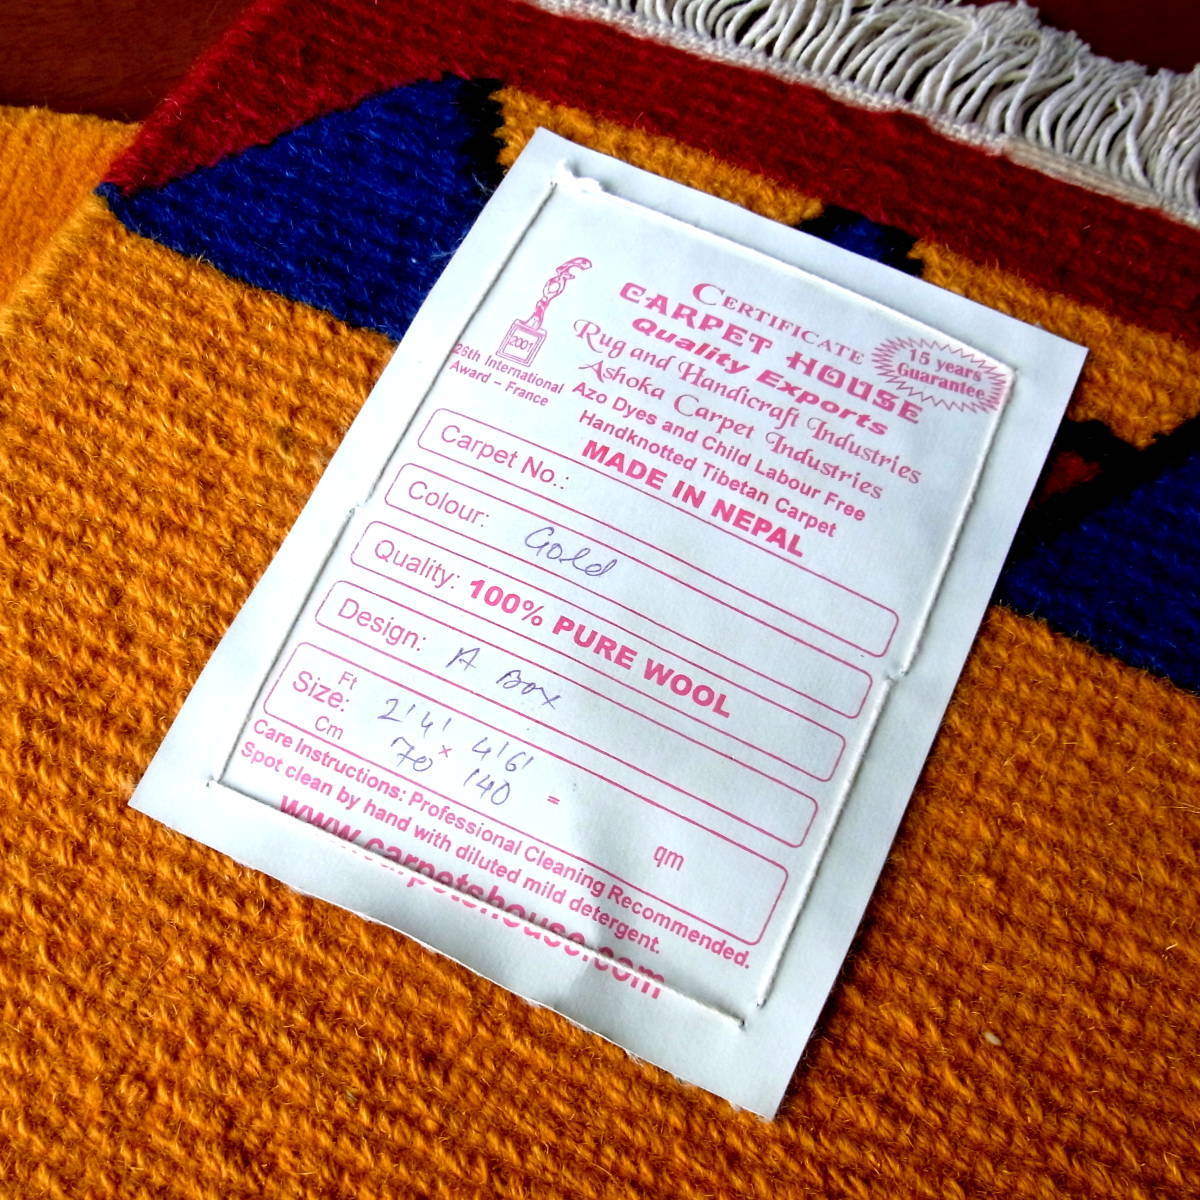 CERTIFICATE
CARPET HOUSE
Quality Exports
Rug and Handicraft Industries
Ashoka Carpet Industries
Azo Dyes and Child Labour Free
Handknotted Tibetan Carpet
MADE IN NEPAL
2001
26th International
Award – France
15 years
Guarantee
Carpet No.:
Colour: Gold
Quality: 100% PURE WOOL
Design: A Box
Size: Ft 2'4' × 4'6'
Cm 70 140 = qm
Care Instructions: Professional Cleaning Recommended.
Spot clean by hand with diluted mild detergent.
www.carpetshouse.com